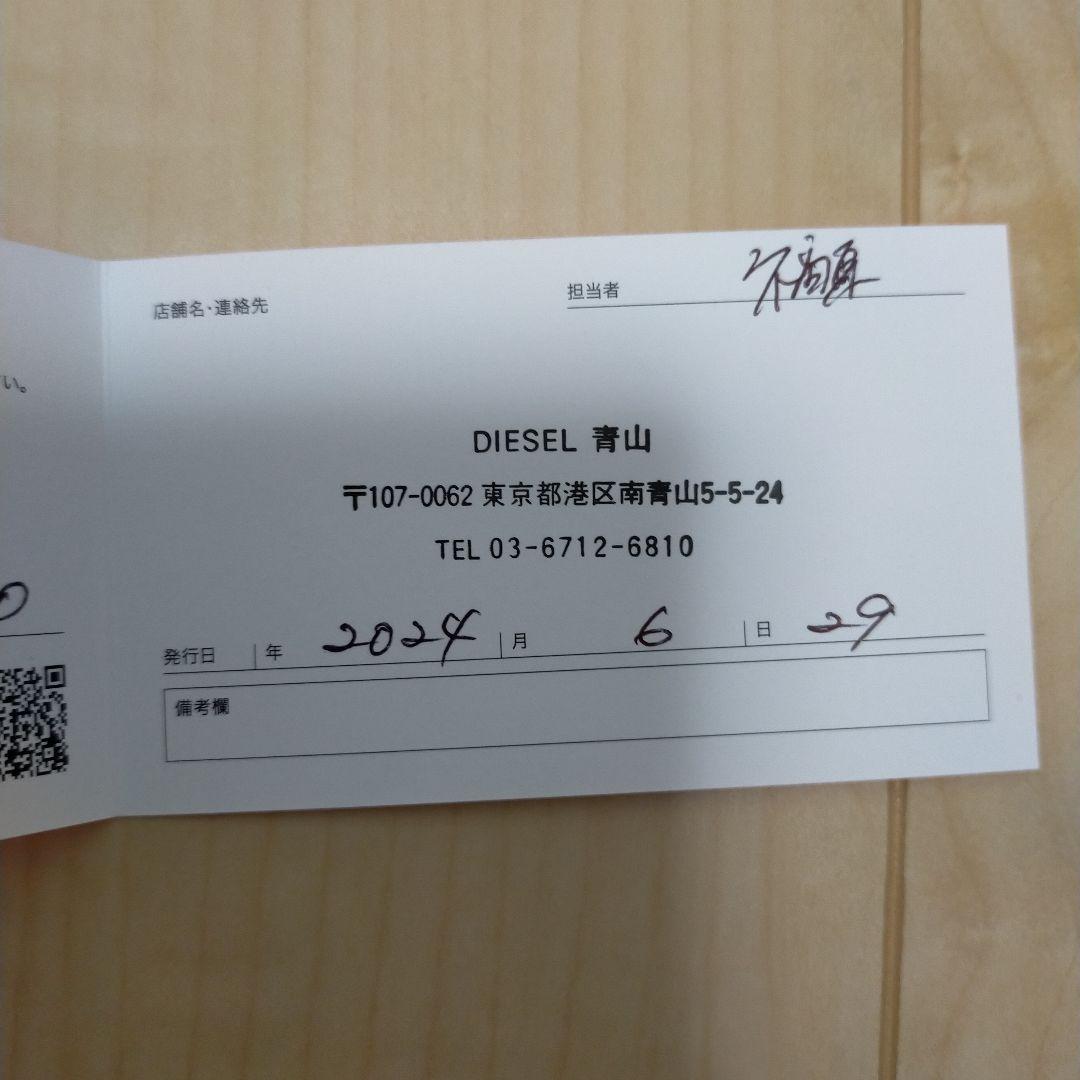 店舗名・連絡先
担当者
い。
DIESEL 青山
〒107-0062 東京都港区南青山5-5-24
TEL 03-6712-6810
発行日 年 2024 月 6 日 29
備考欄